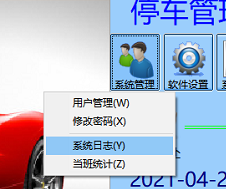 停车管理
系统管理 软件设置
用户管理(W)
修改密码(X)
系统日志(Y)
当班统计(Z)
2021-04-2